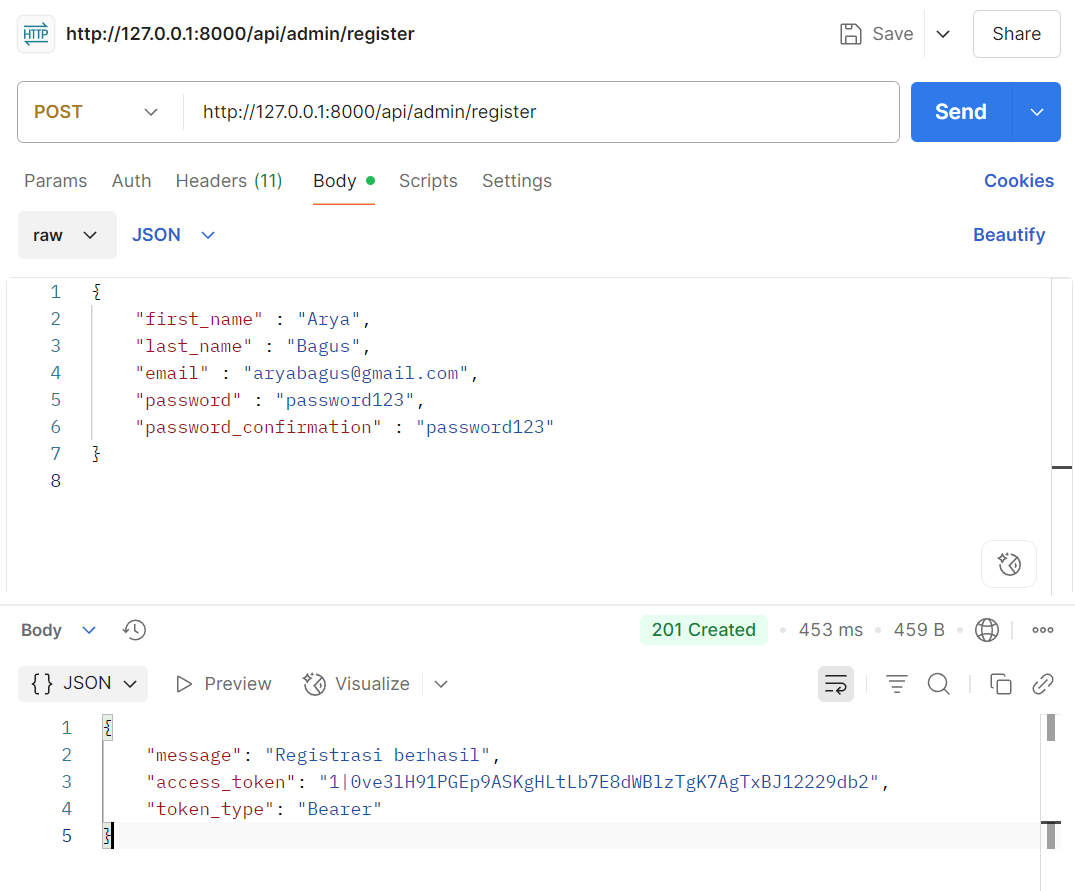 HTTP http://127.0.0.1:8000/api/admin/register Save Share
POST http://127.0.0.1:8000/api/admin/register Send
Params Auth Headers (11) Body Scripts Settings Cookies
raw JSON Beautify
1 {
2 "first_name" : "Arya",
3 "last_name" : "Bagus",
4 "email" : "aryabagus@gmail.com",
5 "password" : "password123",
6 "password_confirmation" : "password123"
7 }
8
Body 201 Created • 453 ms • 459 B
{} JSON Preview Visualize
1 {
2 "message": "Registrasi berhasil",
3 "access_token": "1|0ve3lH91PGEp9ASKgHLtLb7E8dWBlzTgK7AgTxBJ12229db2",
4 "token_type": "Bearer"
5 }